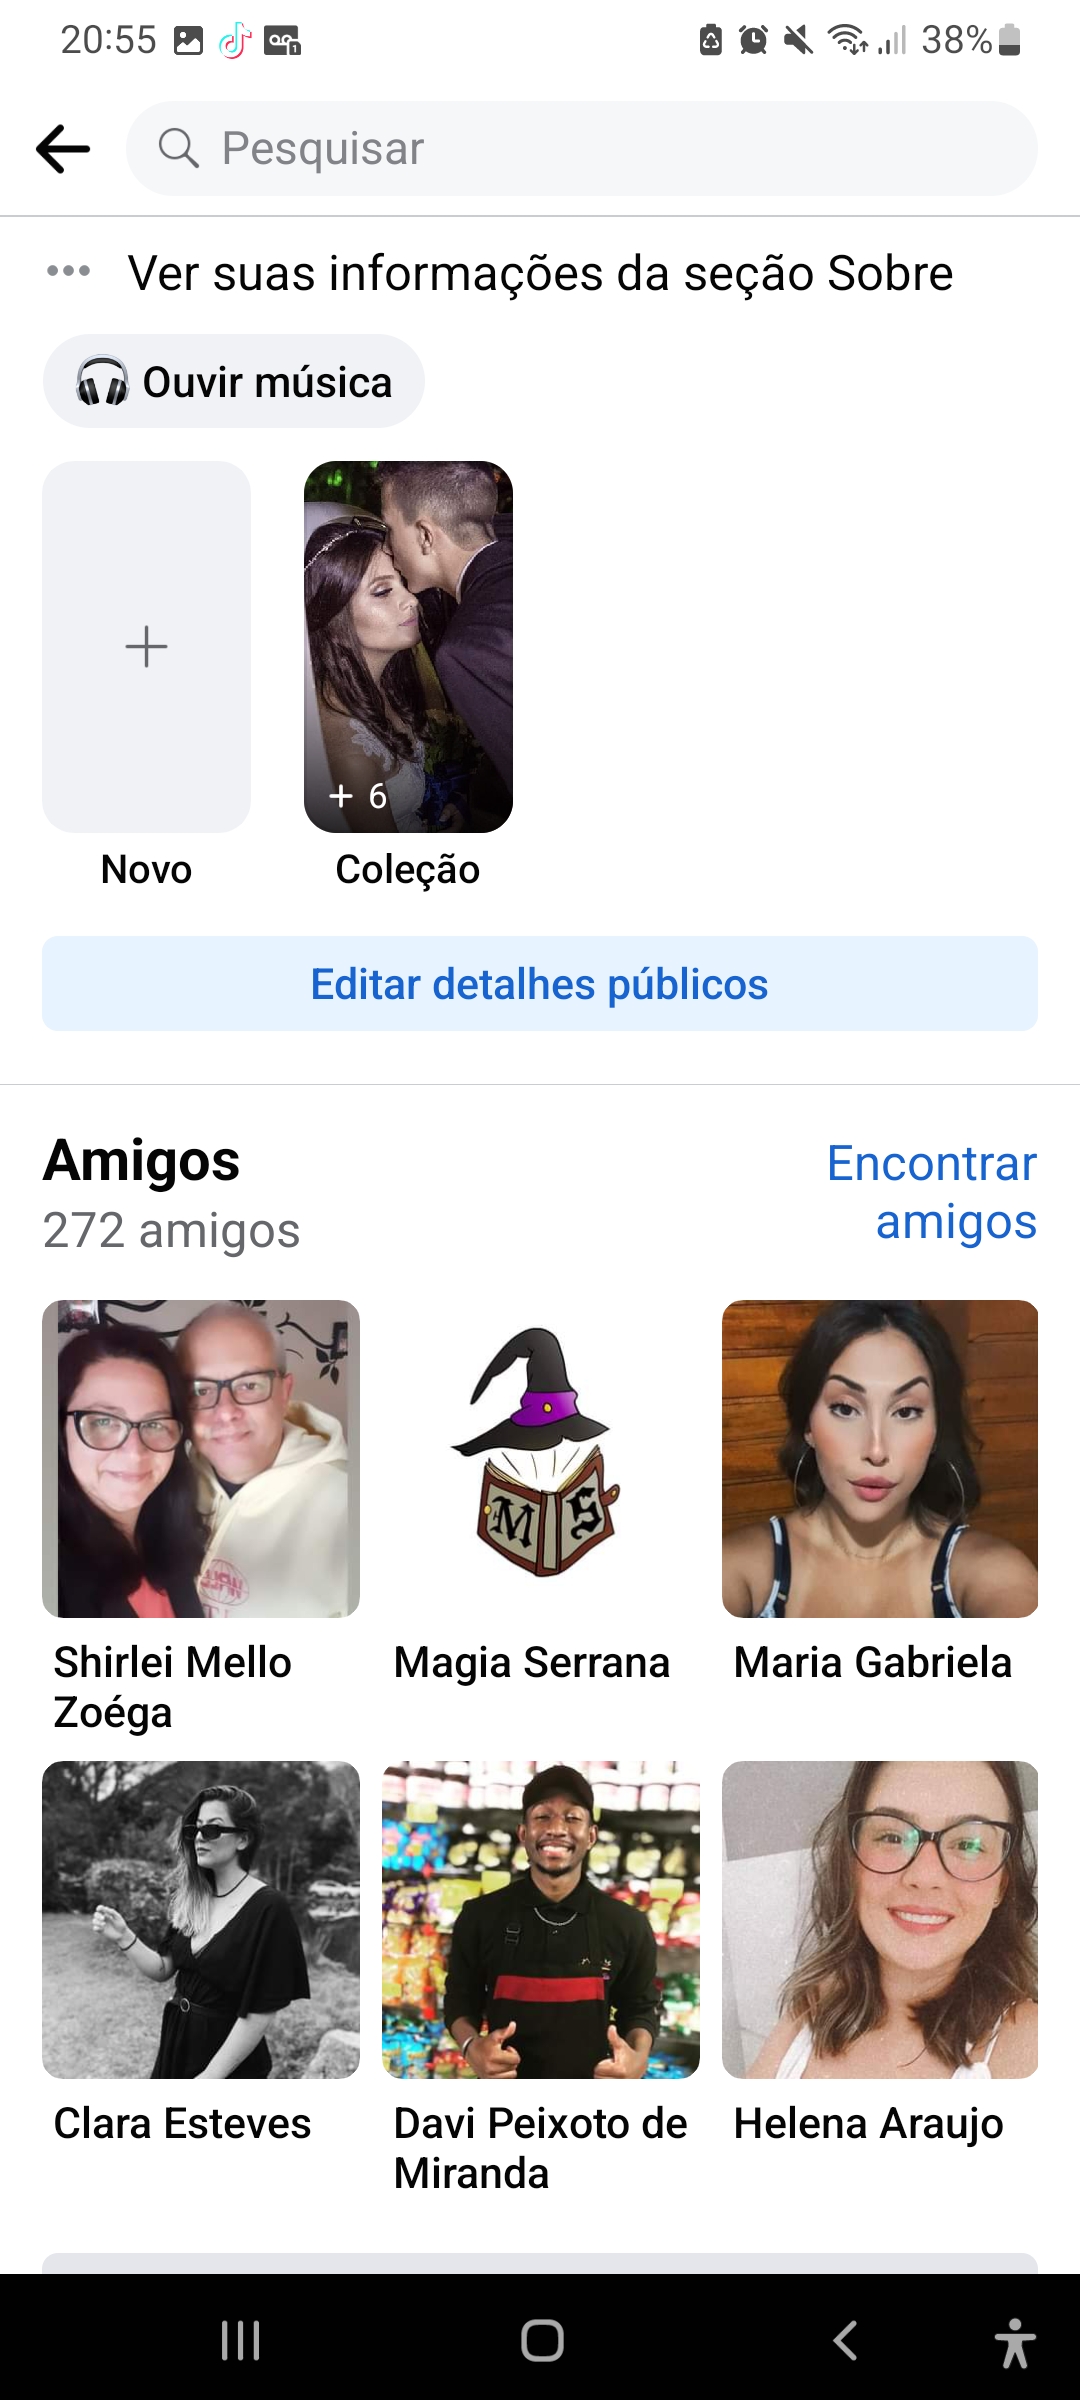 20:55
1
38%
Pesquisar
Ver suas informações da seção Sobre
Ouvir música
+ 6
Novo
Coleção
Editar detalhes públicos
Amigos
272 amigos
Encontrar
amigos
M S
Shirlei Mello
Zoéga
Magia Serrana
Maria Gabriela
Clara Esteves
Davi Peixoto de
Miranda
Helena Araujo